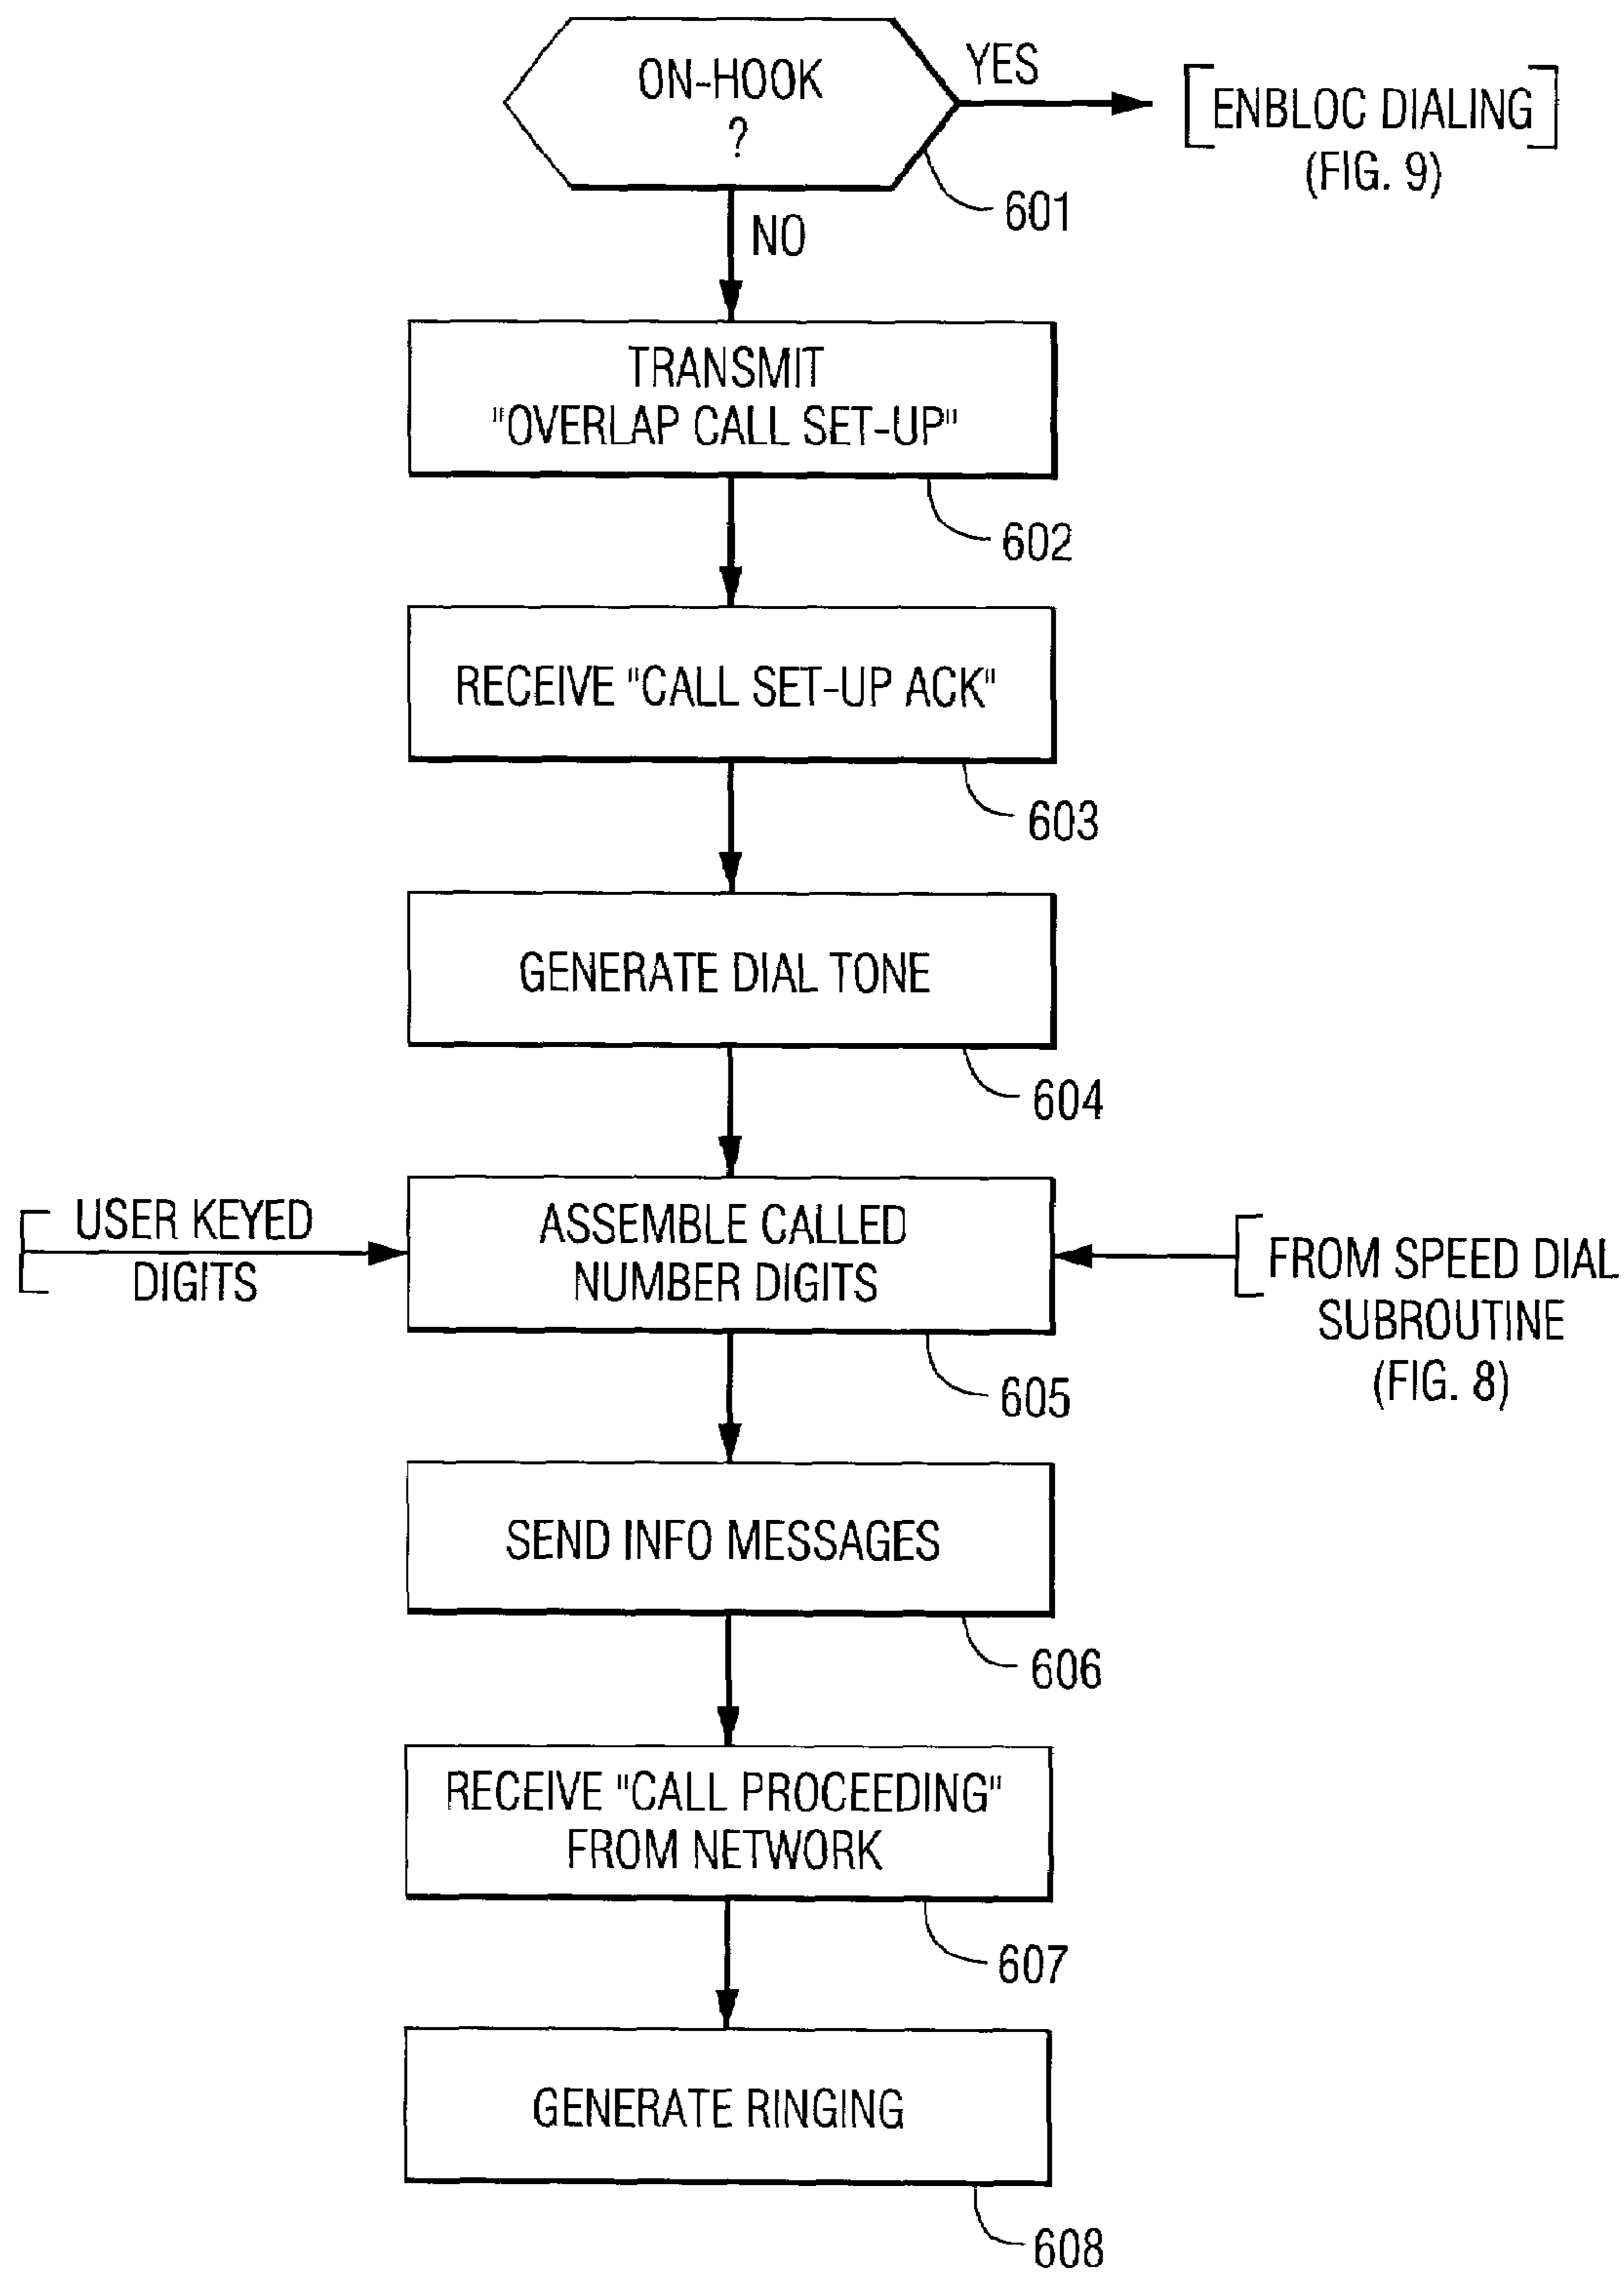 ON-HOOK
?
YES
ENBLOC DIALING
(FIG. 9)
601
NO
TRANSMIT
"OVERLAP CALL SET-UP"
602
RECEIVE "CALL SET-UP ACK"
603
GENERATE DIAL TONE
604
USER KEYED
DIGITS
ASSEMBLE CALLED
NUMBER DIGITS
FROM SPEED DIAL
SUBROUTINE
(FIG. 8)
605
SEND INFO MESSAGES
606
RECEIVE "CALL PROCEEDING"
FROM NETWORK
607
GENERATE RINGING
608